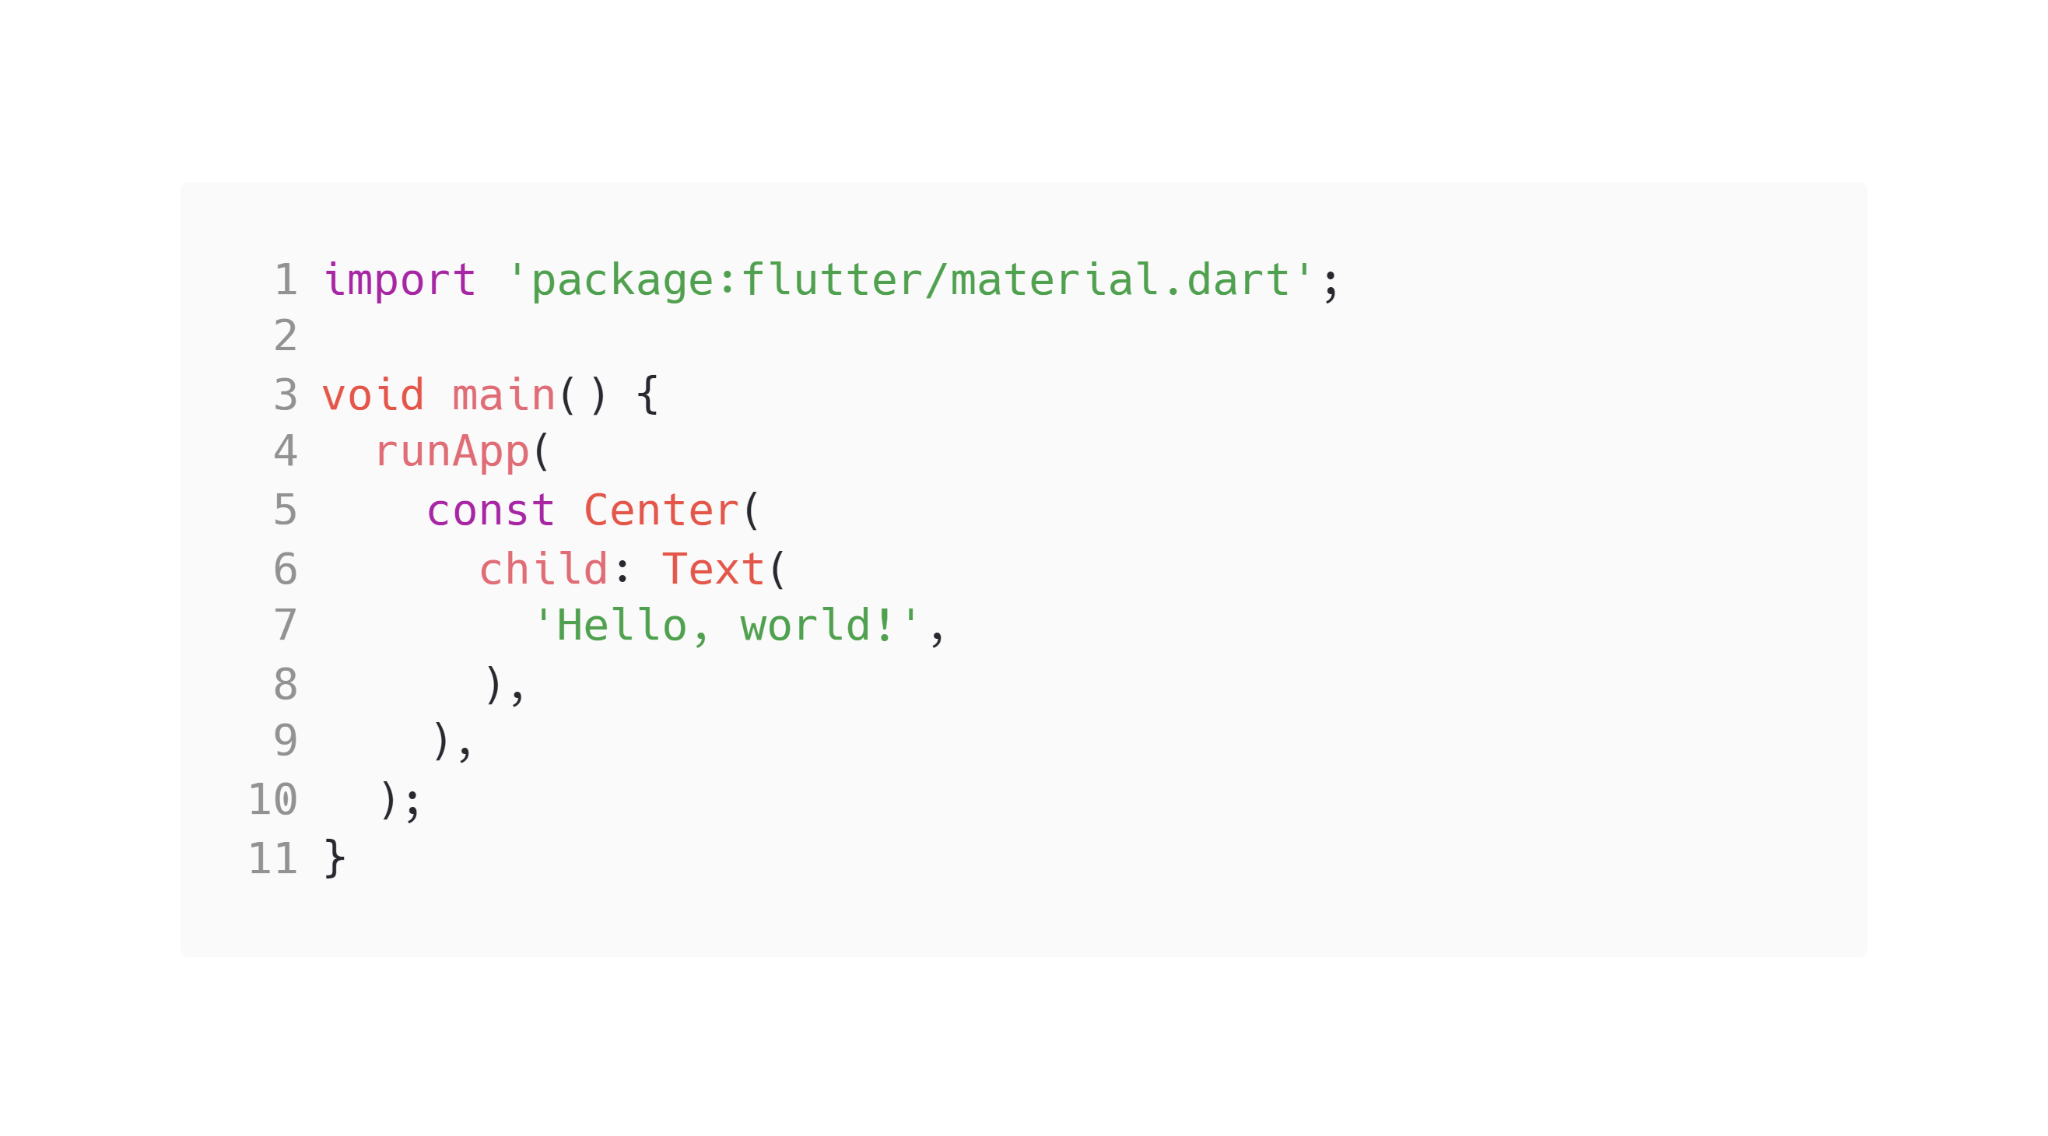 1 import 'package:flutter/material.dart';
2
3 void main() {
4   runApp(
5     const Center(
6       child: Text(
7         'Hello, world!',
8       ),
9     ),
10   );
11 }